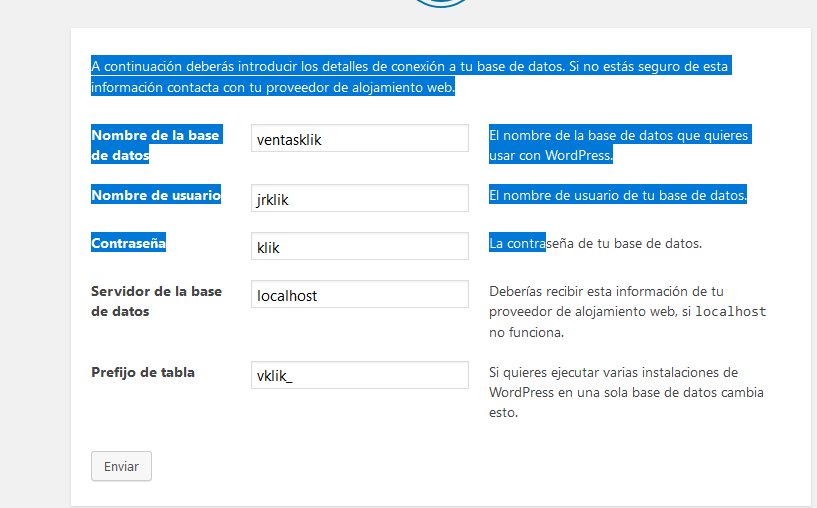 A continuación deberás introducir los detalles de conexión a tu base de datos. Si no estás seguro de esta
información contacta con tu proveedor de alojamiento web.
Nombre de la base
de datos
ventasklik
El nombre de la base de datos que quieres
usar con WordPress.
Nombre de usuario
jrklik
El nombre de usuario de tu base de datos.
Contraseña
klik
La contraseña de tu base de datos.
Servidor de la base
de datos
localhost
Deberías recibir esta información de tu
proveedor de alojamiento web, si localhost
no funciona.
Prefijo de tabla
vklik_
Si quieres ejecutar varias instalaciones de
WordPress en una sola base de datos cambia
esto.
Enviar